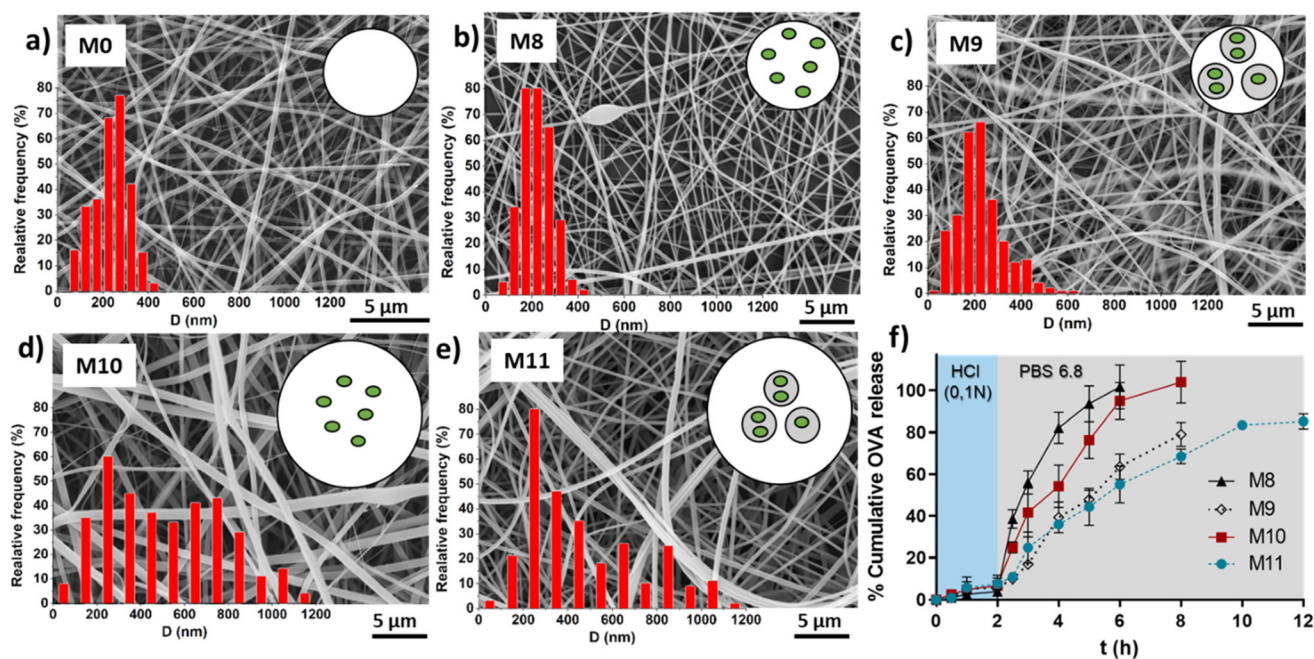 a) M0
Realative frequency (%)
80
70
60
50
40
30
20
10
0
0 200 400 600 800 1000 1200
D (nm)
5 µm
b) M8
Realative frequency (%)
80
70
60
50
40
30
20
10
0
0 200 400 600 800 1000 1200
D (nm)
5 µm
c) M9
Realative frequency (%)
80
70
60
50
40
30
20
10
0
0 200 400 600 800 1000 1200
D (nm)
5 µm
d) M10
Realative frequency (%)
80
70
60
50
40
30
20
10
0
0 200 400 600 800 1000 1200
D (nm)
5 µm
e) M11
Realative frequency (%)
80
70
60
50
40
30
20
10
0
0 200 400 600 800 1000 1200
D (nm)
5 µm
f)
HCl
(0,1N)
PBS 6.8
% Cumulative OVA release
100
80
60
40
20
0
M8
M9
M10
M11
0 2 4 6 8 10 12
t (h)